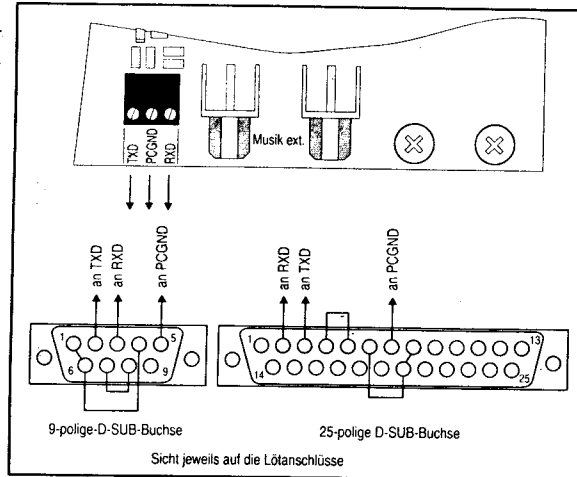 Musik ext.
TXD
PCGND
RXD
an TXD
an RXD
an PCGND
an RXD
an TXD
an PCGND
1
5
6
9
1
13
14
25
9-polige-D-SUB-Buchse
25-polige D-SUB-Buchse
Sicht jeweils auf die Lötanschlüsse